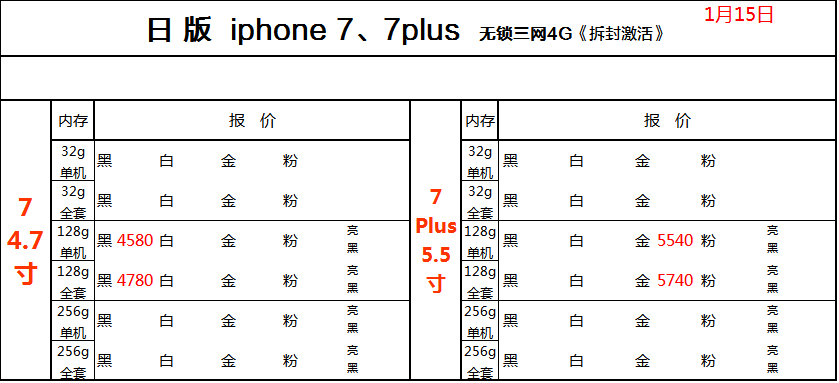 日 版 iphone 7、7plus 无锁三网4G《拆封激活》 1月15日
内存 报 价 内存 报 价
7
4.7
寸
7
Plus
5.5
寸
32g 单机 黑 白 金 粉 32g 单机 黑 白 金 粉
32g 全套 黑 白 金 粉 32g 全套 黑 白 金 粉
128g 单机 黑 4580 白 金 粉 亮黑 128g 单机 黑 白 金 5540 粉 亮黑
128g 全套 黑 4780 白 金 粉 亮黑 128g 全套 黑 白 金 5740 粉 亮黑
256g 单机 黑 白 金 粉 亮黑 256g 单机 黑 白 金 粉 亮黑
256g 全套 黑 白 金 粉 亮黑 256g 全套 黑 白 金 粉 亮黑